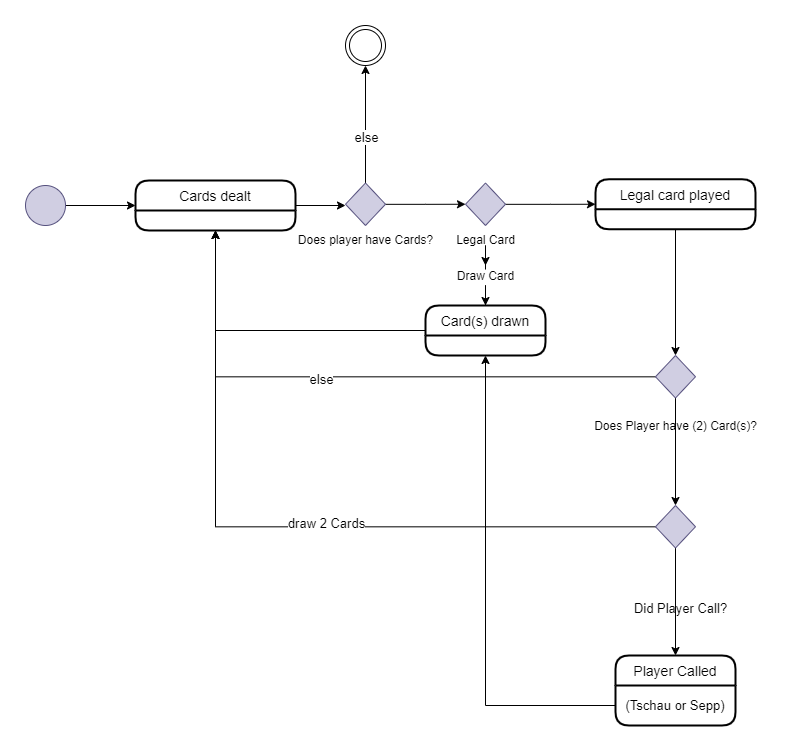 else
Cards dealt
Legal card played
Does player have Cards?
Legal Card
Draw Card
Card(s) drawn
else
Does Player have (2) Card(s)?
draw 2 Cards
Did Player Call?
Player Called
(Tschau or Sepp)